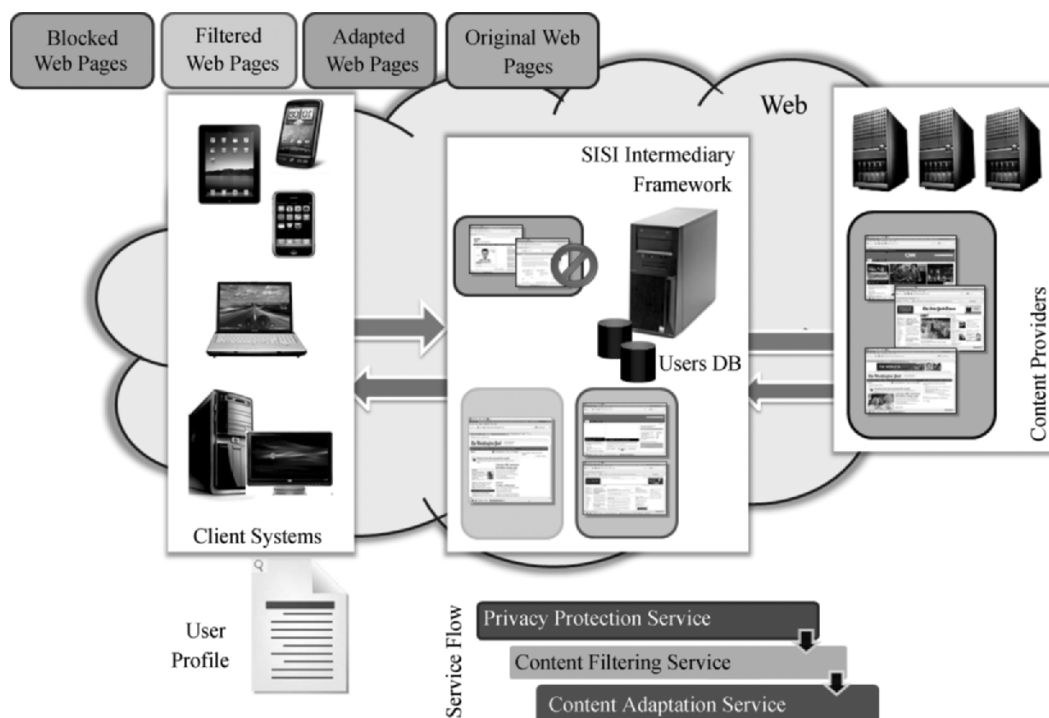 Blocked
Web Pages
Filtered
Web Pages
Adapted
Web Pages
Original Web
Pages
Web
SISI Intermediary
Framework
Users DB
Content Providers
Client Systems
User
Profile
Service Flow
Privacy Protection Service
Content Filtering Service
Content Adaptation Service